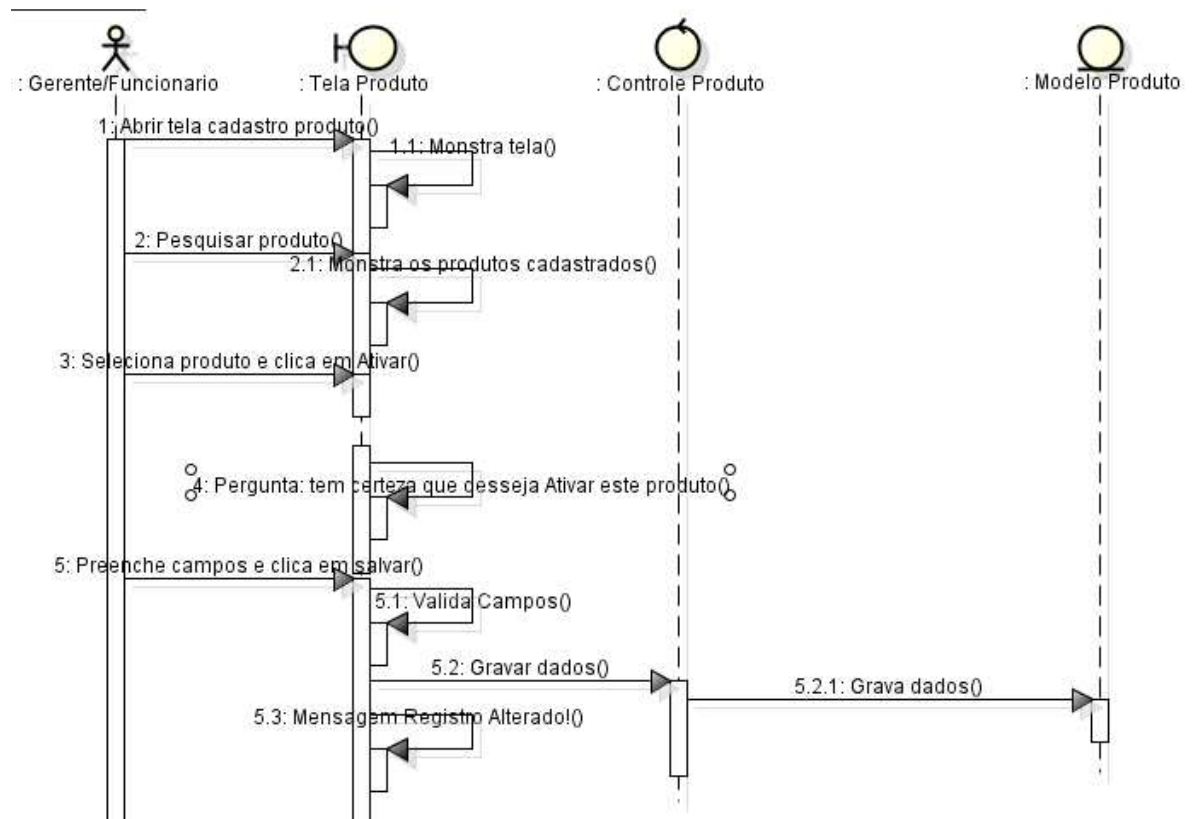 : Gerente/Funcionario
: Tela Produto
: Controle Produto
: Modelo Produto
1: Abrir tela cadastro produto()
1.1: Monstra tela()
2: Pesquisar produto()
2.1: Monstra os produtos cadastrados()
3: Seleciona produto e clica em Ativar()
4: Pergunta: tem certeza que desseja Ativar este produto()
5: Preenche campos e clica em salvar()
5.1: Valida Campos()
5.2: Gravar dados()
5.2.1: Grava dados()
5.3: Mensagem Registro Alterado!()